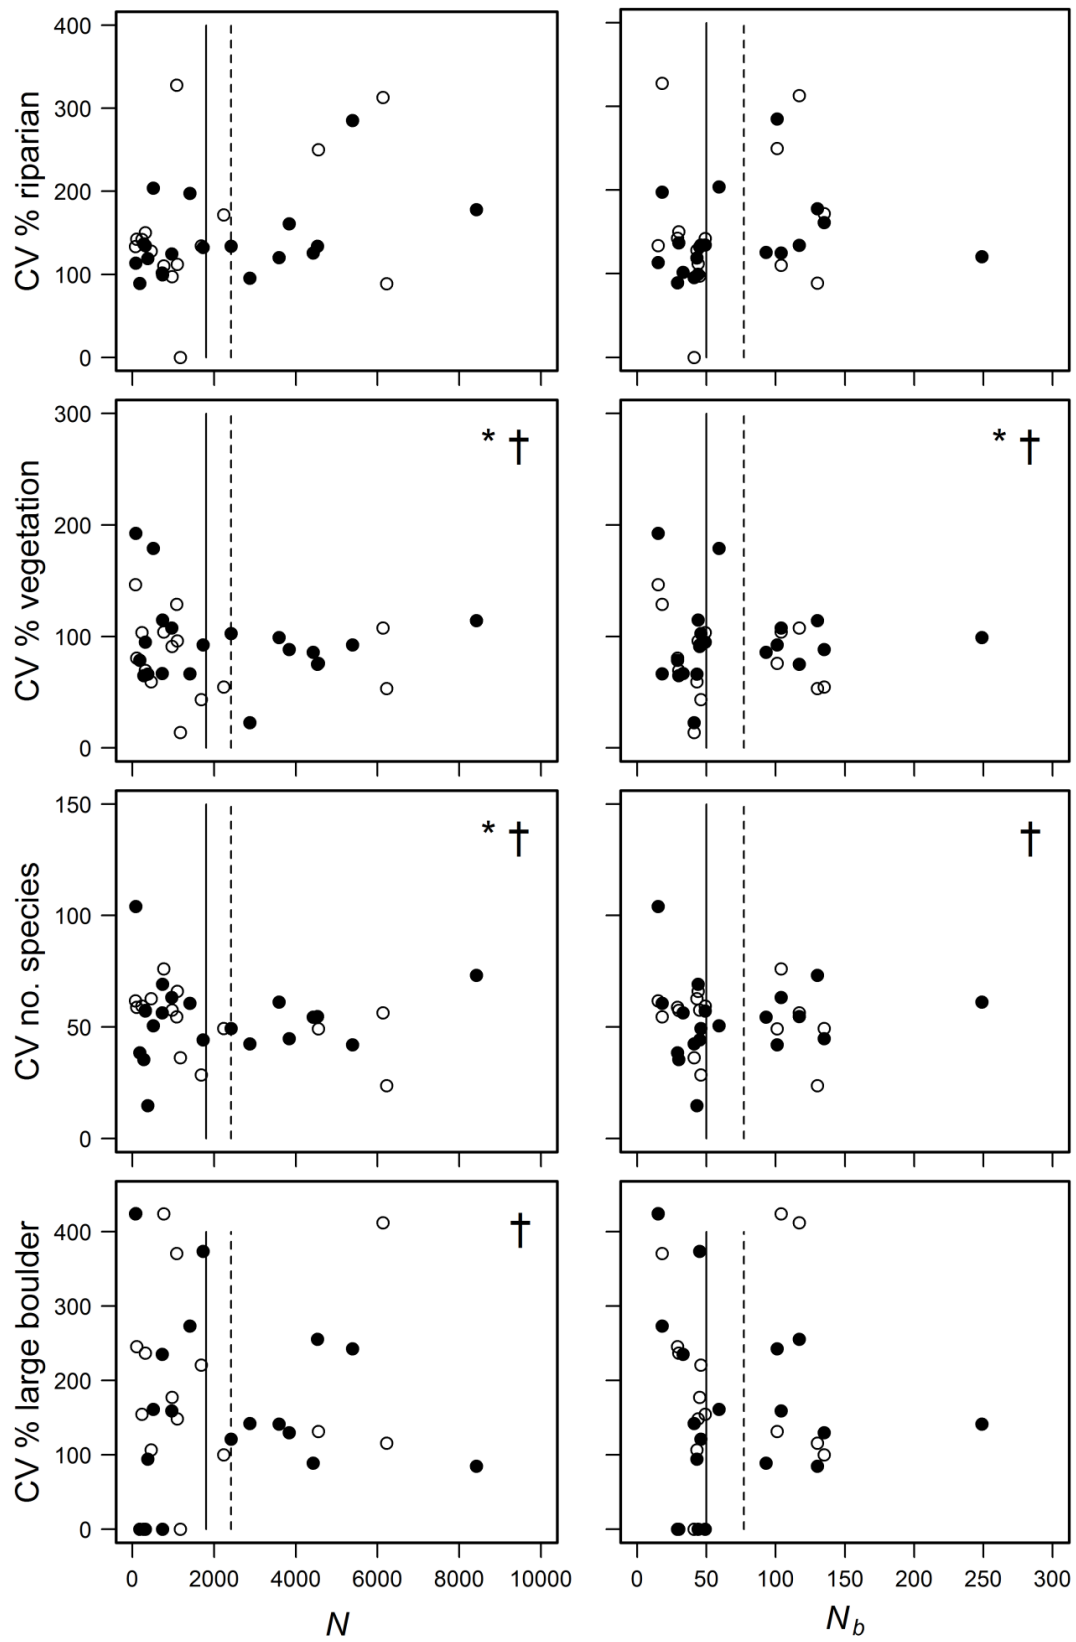 CV % riparian
400
300
200
100
0
CV % vegetation
300
200
100
0
* †
* †
CV no. species
150
100
50
0
* †
†
CV % large boulder
400
300
200
100
0
†
0 2000 4000 6000 8000 10000
N
0 50 100 150 200 250 300
N b